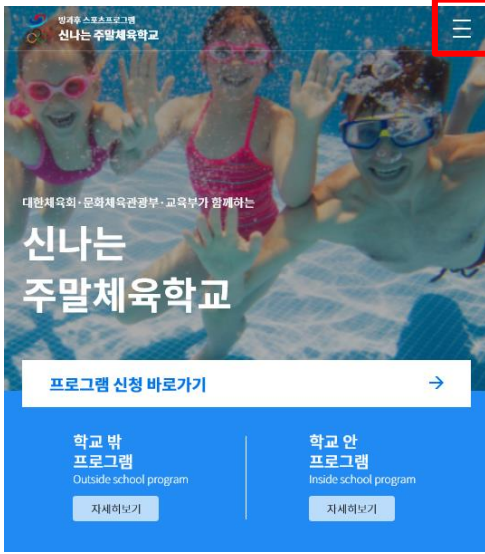 방과후 스포츠프로그램
신나는 주말체육학교
대한체육회·문화체육관광부·교육부가 함께하는
신나는
주말체육학교
프로그램 신청 바로가기
학교 밖
프로그램
Outside school program
자세히보기
학교 안
프로그램
Inside school program
자세히보기